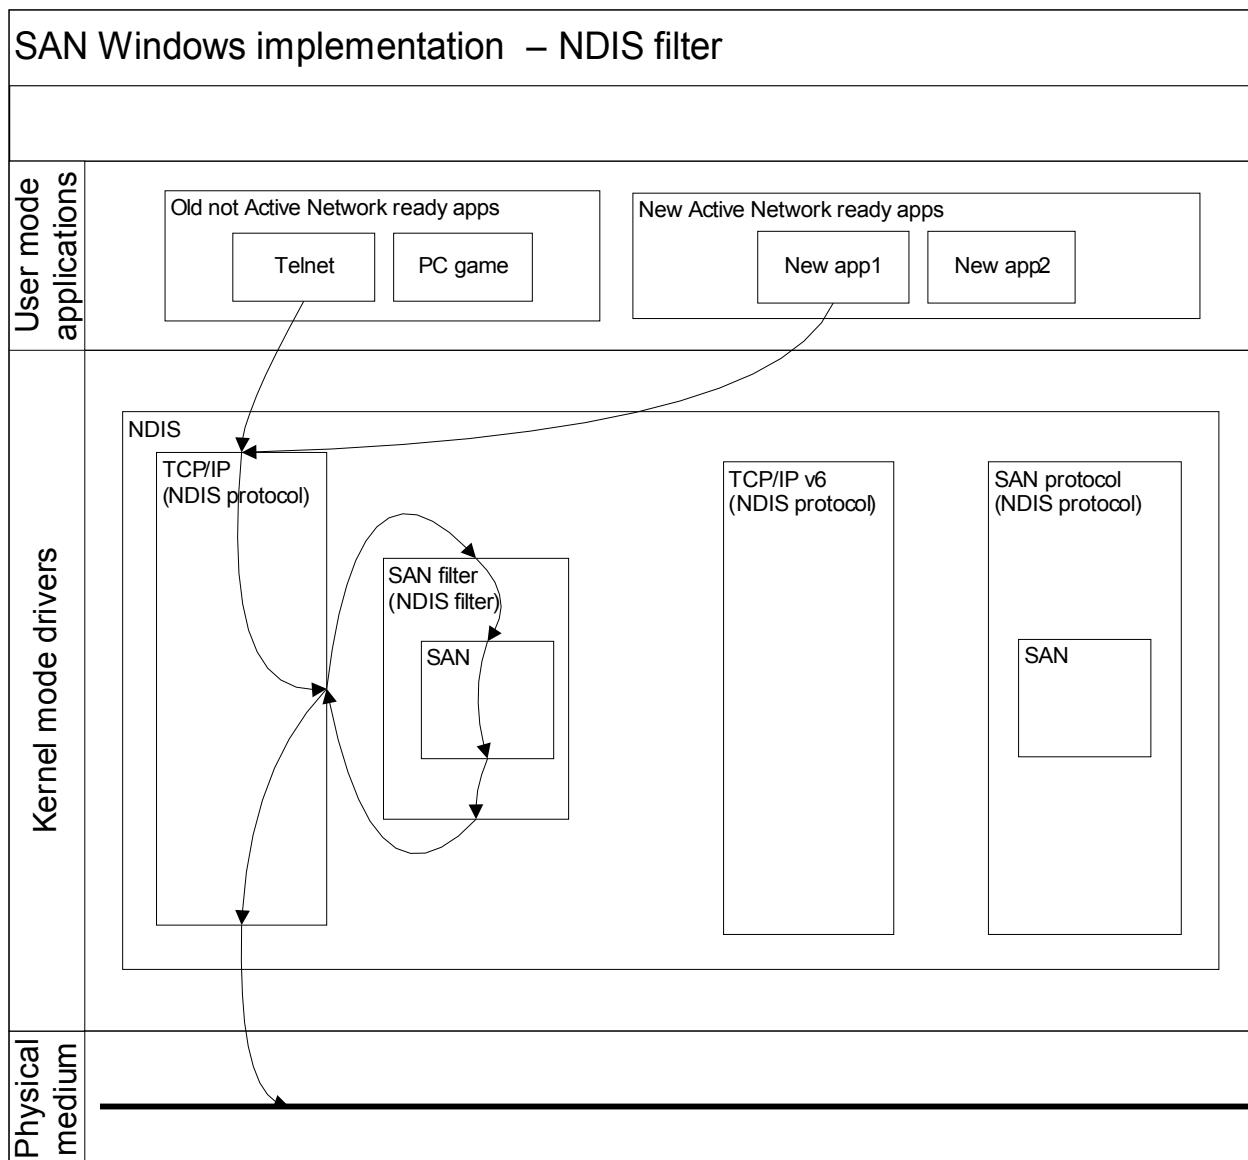 SAN Windows implementation – NDIS filter
User mode
applications
Old not Active Network ready apps
Telnet
PC game
New Active Network ready apps
New app1
New app2
Kernel mode drivers
NDIS
TCP/IP
(NDIS protocol)
SAN filter
(NDIS filter)
SAN
TCP/IP v6
(NDIS protocol)
SAN protocol
(NDIS protocol)
SAN
Physical
medium